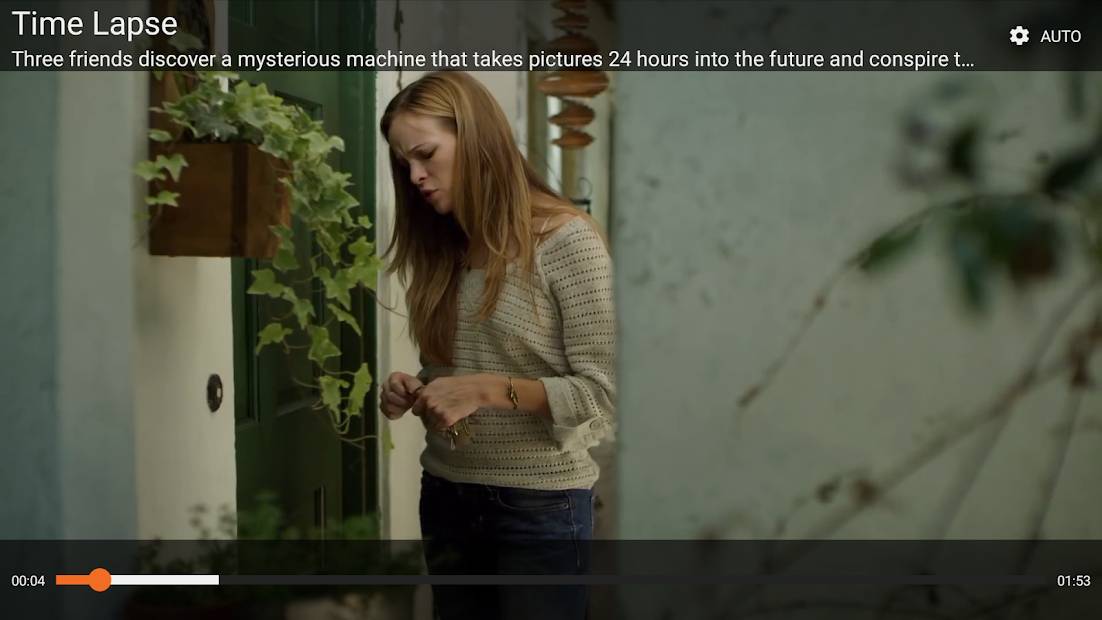 Time Lapse
AUTO
Three friends discover a mysterious machine that takes pictures 24 hours into the future and conspire t...
00:04
01:53